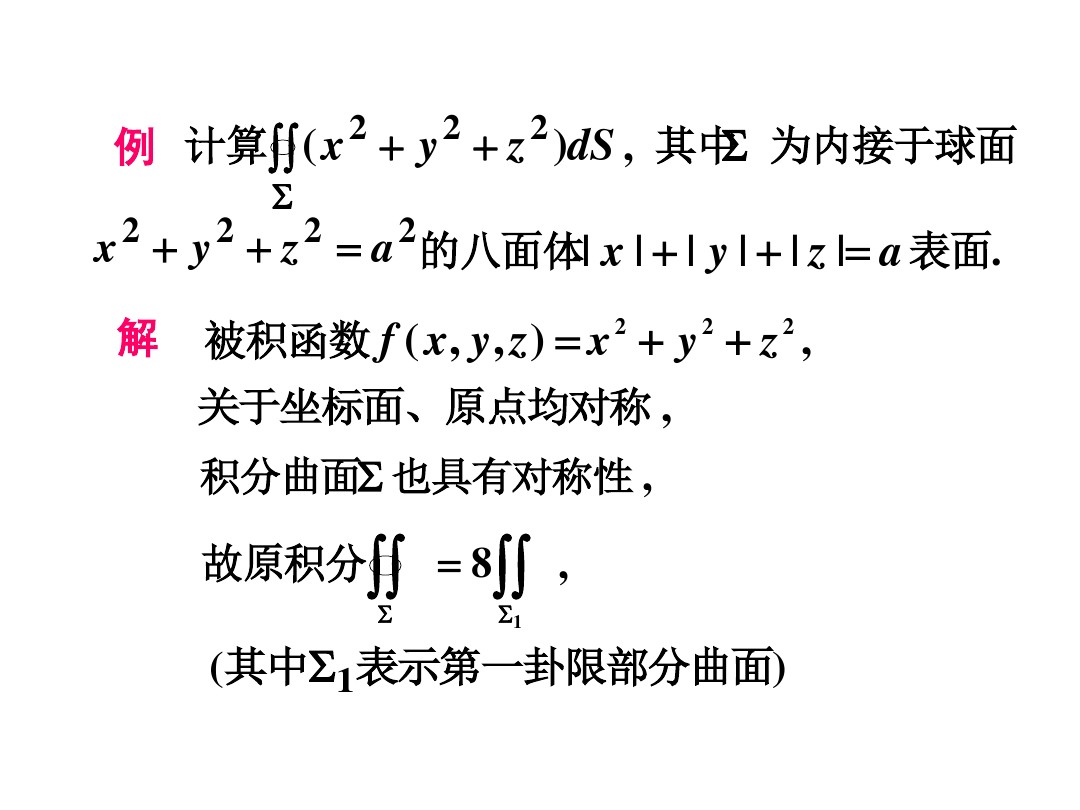 例 计算∯(x² + y² + z²)dS , 其中Σ 为内接于球面
Σ
x² + y² + z² = a² 的八面体| x | + | y | + | z |= a 表面.
解 被积函数 f (x, y, z) = x² + y² + z² ,
关于坐标面、原点均对称 ,
积分曲面Σ 也具有对称性 ,
故原积分∯ = 8∬ ,
Σ Σ₁
(其中Σ₁表示第一卦限部分曲面)